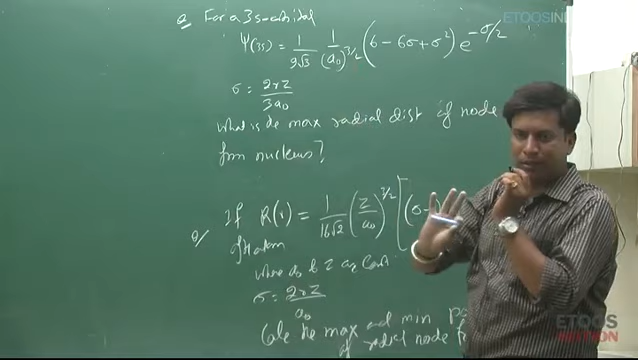 Q. For a 3s-orbital
Ψ(3s) = 1/9√3 1/(a₀)^3/2 (6 - 6σ + σ²) e^-σ/2
σ = 2rZ/3a₀
What is the max radial dist of node
from nucleus?
Q/ If R(r) = 1/16√2 (Z/a₀)^3/2 [(σ-
of atom
where a₀ & Z are const.
σ = 2rZ/a₀
Calc the max and min
of radial node
ETOOSIN
ETOOS